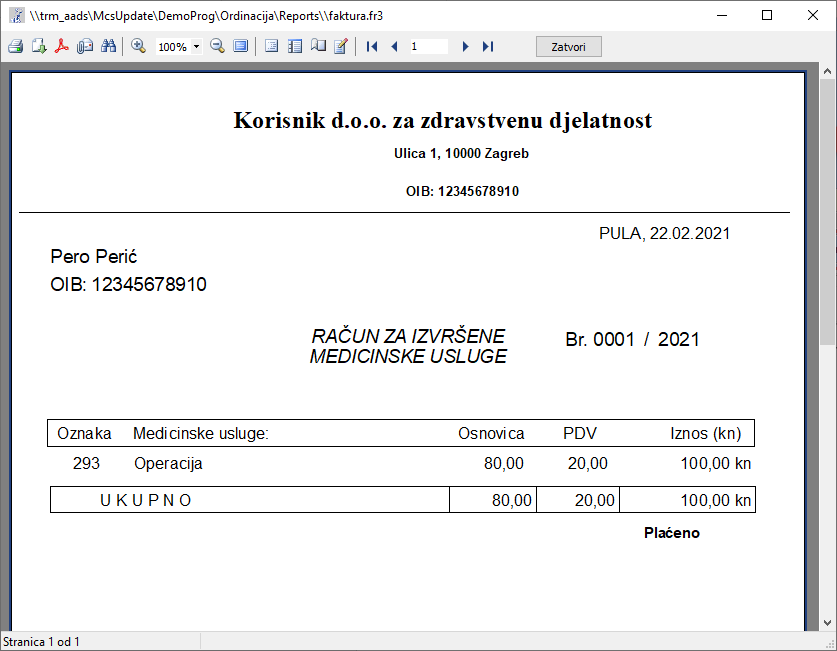 \\trm_aads\McsUpdate\DemoProg\Ordinacija\Reports\\faktura.fr3
100% 1 Zatvori
Korisnik d.o.o. za zdravstvenu djelatnost
Ulica 1, 10000 Zagreb
OIB: 12345678910
PULA, 22.02.2021
Pero Perić
OIB: 12345678910
RAČUN ZA IZVRŠENE
MEDICINSKE USLUGE
Br. 0001 / 2021
Oznaka Medicinske usluge: Osnovica PDV Iznos (kn)
293 Operacija 80,00 20,00 100,00 kn
U K U P N O 80,00 20,00 100,00 kn
Plaćeno
Stranica 1 od 1